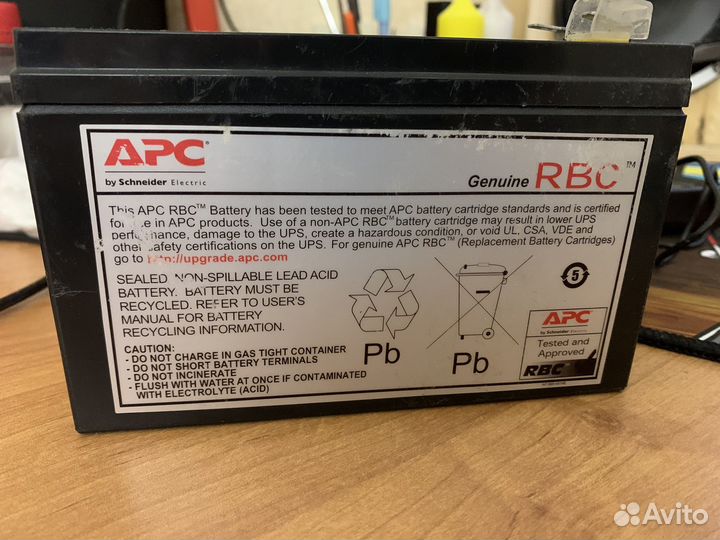 APC
by Schneider Electric
Genuine RBC™
This APC RBC™ Battery has been tested to meet APC battery cartridge standards and is certified
for use in APC products. Use of a non-APC RBC™ battery cartridge may result in lower UPS
performance, damage to the UPS, create a hazardous condition, or void UL, CSA, VDE and
other safety certifications on the UPS. For genuine APC RBC™ (Replacement Battery Cartridges)
go to http://upgrade.apc.com
SEALED NON-SPILLABLE LEAD ACID
BATTERY. BATTERY MUST BE
RECYCLED. REFER TO USER'S
MANUAL FOR BATTERY
RECYCLING INFORMATION.
CAUTION:
- DO NOT CHARGE IN GAS TIGHT CONTAINER
- DO NOT SHORT BATTERY TERMINALS
- DO NOT INCINERATE
- FLUSH WITH WATER AT ONCE IF CONTAMINATED
WITH ELECTROLYTE (ACID)
Pb
Pb
5
APC
by Schneider Electric
Tested and
Approved
RBC
Avito